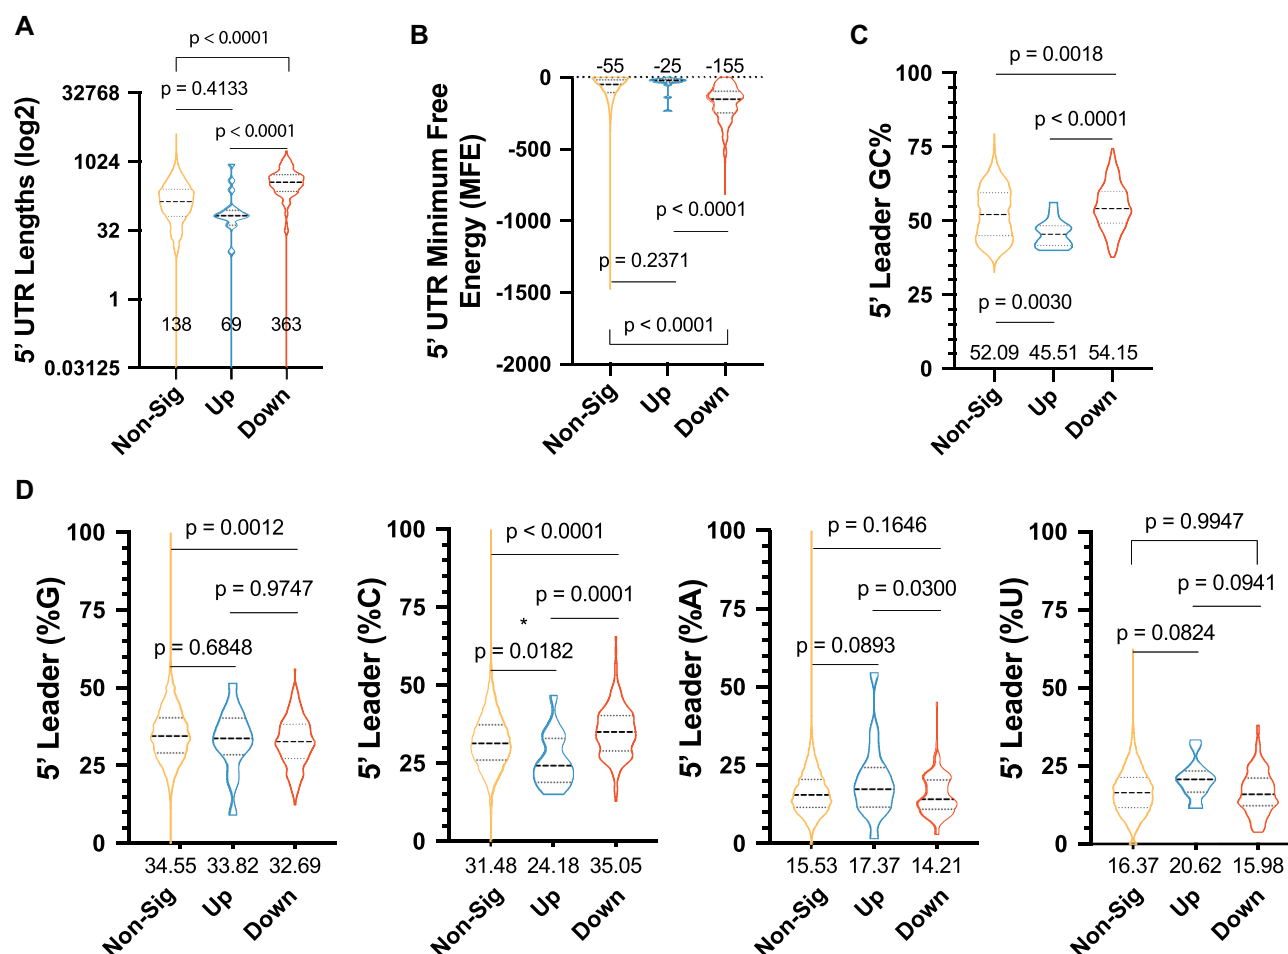 A
p < 0.0001
p = 0.4133
p < 0.0001
5' UTR Lengths (log2)
32768
1024
32
1
0.03125
138 69 363
Non-Sig Up Down
B
-55 -25 -155
5' UTR Minimum Free
Energy (MFE)
0
-500
-1000
-1500
-2000
p < 0.0001
p = 0.2371
p < 0.0001
Non-Sig Up Down
C
p = 0.0018
p < 0.0001
p = 0.0030
5' Leader GC%
100
75
50
25
0
52.09 45.51 54.15
Non-Sig Up Down
D
p = 0.0012
p = 0.9747
p = 0.6848
5' Leader (%G)
100
75
50
25
0
34.55 33.82 32.69
Non-Sig Up Down
p < 0.0001
p = 0.0001
*
p = 0.0182
5' Leader (%C)
100
75
50
25
0
31.48 24.18 35.05
Non-Sig Up Down
p = 0.1646
p = 0.0300
p = 0.0893
5' Leader (%A)
100
75
50
25
0
15.53 17.37 14.21
Non-Sig Up Down
p = 0.9947
p = 0.0941
p = 0.0824
5' Leader (%U)
100
75
50
25
0
16.37 20.62 15.98
Non-Sig Up Down